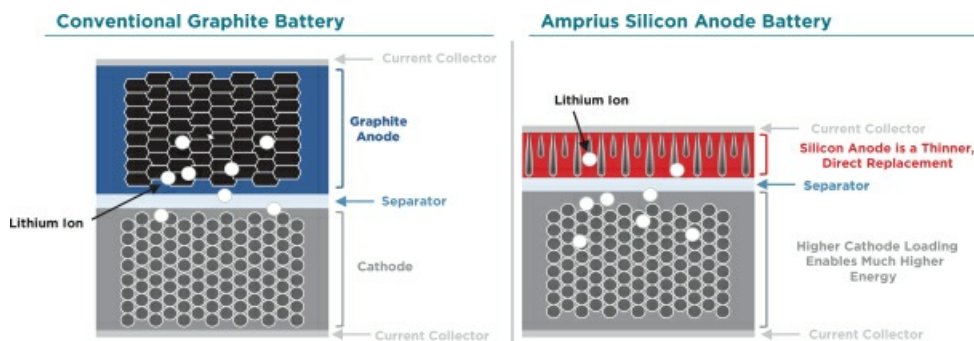 Conventional Graphite Battery
Current Collector
Graphite
Anode
Lithium Ion
Separator
Cathode
Current Collector
Amprius Silicon Anode Battery
Lithium Ion
Current Collector
Silicon Anode is a Thinner,
Direct Replacement
Separator
Higher Cathode Loading
Enables Much Higher
Energy
Current Collector